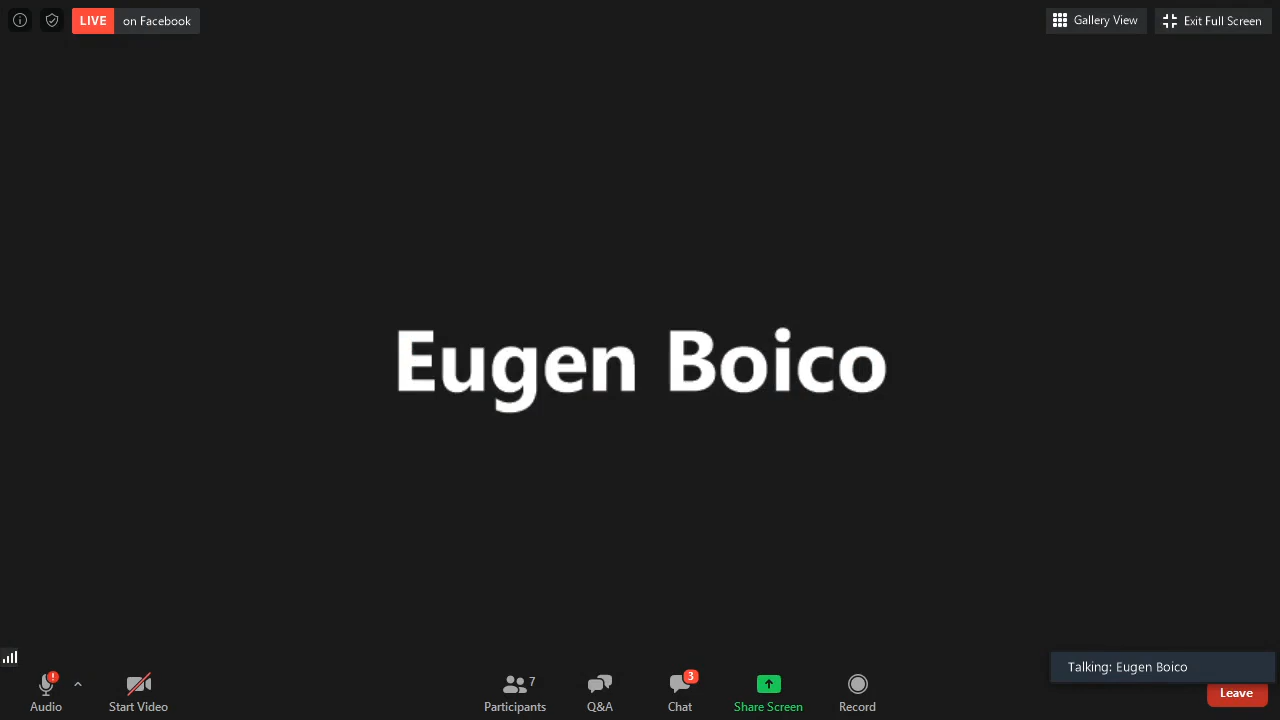 LIVE on Facebook
Gallery View
Exit Full Screen
Eugen Boico
Talking: Eugen Boico
Audio
Start Video
Participants 7
Q&A
Chat 3
Share Screen
Record
Leave